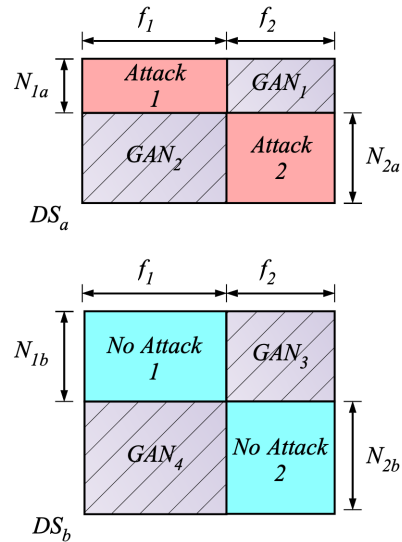 f₁ f₂
N₁ₐ
Attack
1
GAN₁
GAN₂
Attack
2
N₂ₐ
DSₐ
f₁ f₂
N₁b
No Attack
1
GAN₃
GAN₄
No Attack
2
N₂b
DSb